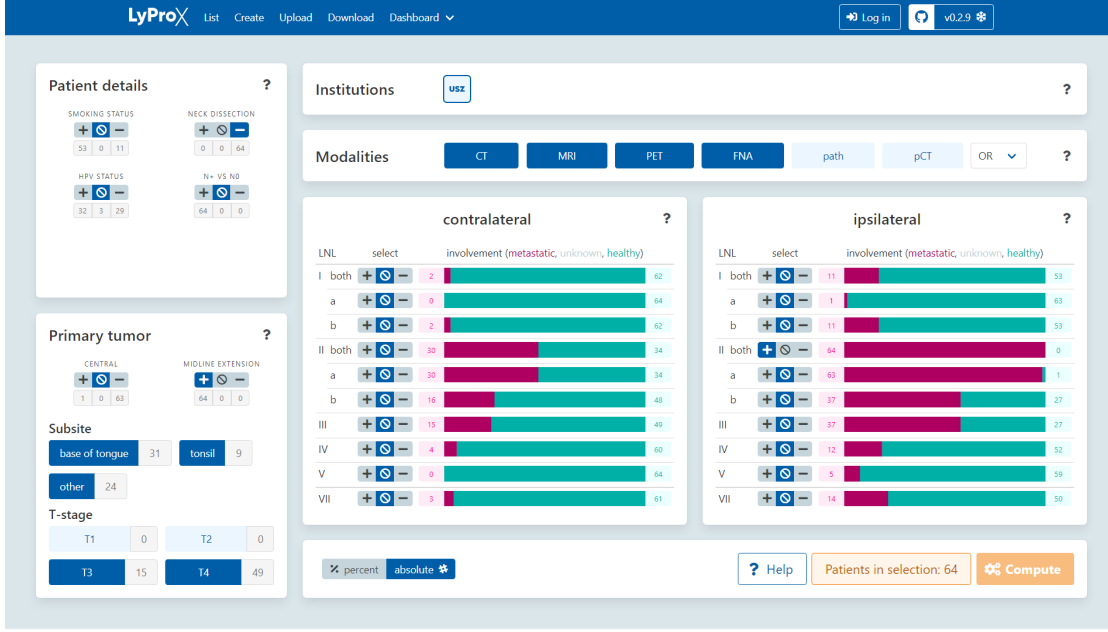 LyProX List Create Upload Download Dashboard Log in v0.2.9
Patient details ?
SMOKING STATUS NECK DISSECTION
53 0 11 0 0 64
HPV STATUS N+ VS N0
32 3 29 64 0 0
Primary tumor ?
CENTRAL MIDLINE EXTENSION
1 0 63 64 0 0
Subsite
base of tongue 31 tonsil 9
other 24
T-stage
T1 0 T2 0
T3 15 T4 49
Institutions USZ ?
Modalities CT MRI PET FNA path pCT OR ?
contralateral ?
LNL select involvement (metastatic, unknown, healthy)
I both + − 2 62
a + − 0 64
b + − 2 62
II both + − 30 34
a + − 30 34
b + − 16 48
III + − 15 49
IV + − 4 60
V + − 0 64
VII + − 3 61
ipsilateral ?
LNL select involvement (metastatic, unknown, healthy)
I both + − 11 53
a + − 1 63
b + − 11 53
II both + − 64 0
a + − 63 1
b + − 37 27
III + − 37 27
IV + − 12 52
V + − 5 59
VII + − 14 50
% percent absolute ? Help Patients in selection: 64 Compute